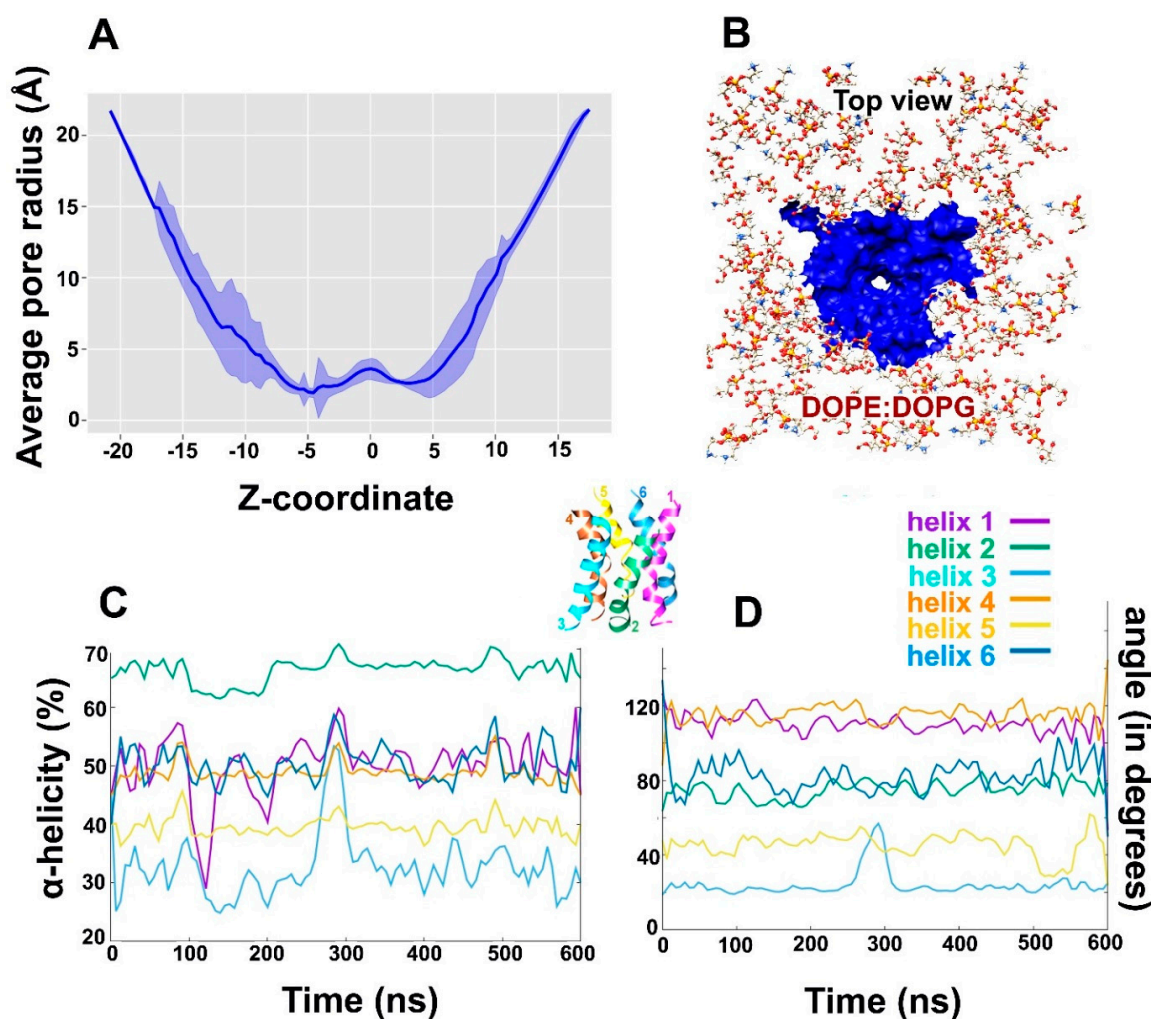 A
Average pore radius (Å)
20
15
10
5
0
-20 -15 -10 -5 0 5 10 15
Z-coordinate
B
Top view
DOPE:DOPG
5 6 1
4
3 2
helix 1
helix 2
helix 3
helix 4
helix 5
helix 6
C
α-helicity (%)
70
60
50
40
30
20
0 100 200 300 400 500 600
Time (ns)
D
angle (in degrees)
120
80
40
0
0 100 200 300 400 500 600
Time (ns)